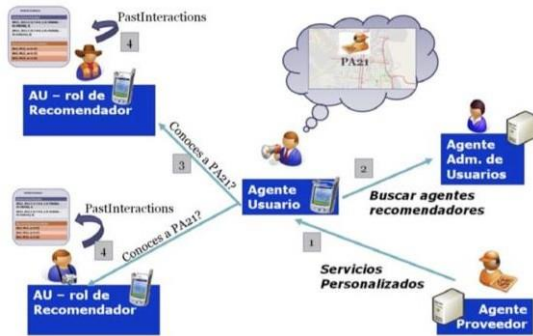 PastInteractions
4
AU – rol de
Recomendador
PA21
Conoces a PA21?
3
Agente
Usuario
2
Buscar agentes
recomendadores
Agente
Adm. de
Usuarios
PastInteractions
4
Conoces a PA21?
AU – rol de
Recomendador
1
Servicios
Personalizados
Agente
Proveedor